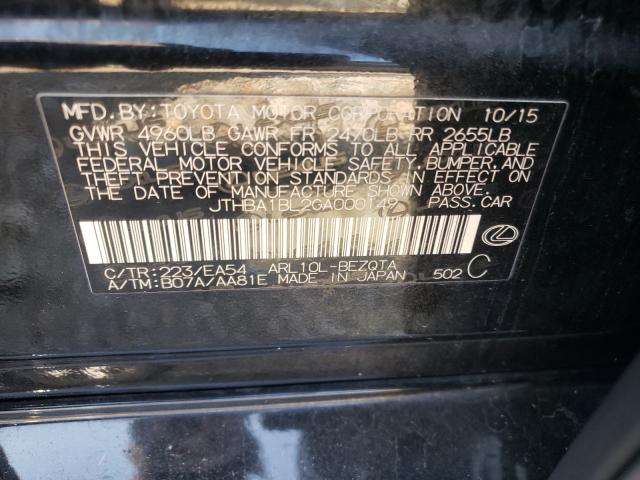 MFD. BY: TOYOTA MOTOR CORPORATION 10/15
GVWR 4960LB GAWR FR 2470LB RR 2655LB
THIS VEHICLE CONFORMS TO ALL APPLICABLE
FEDERAL MOTOR VEHICLE SAFETY, BUMPER, AND
THEFT PREVENTION STANDARDS IN EFFECT ON
THE DATE OF MANUFACTURE SHOWN ABOVE.
JTHBA1BL2GA000149 PASS. CAR
C/TR: 223/EA54 ARL10L-BEZQTA
A/TM: B07A/AA81E MADE IN JAPAN 502 C